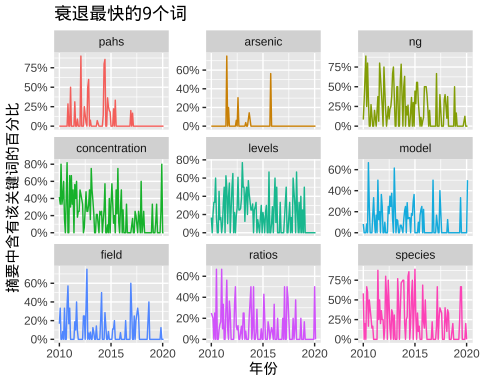 衰退最快的9个词
pahs arsenic ng
75% 50% 25% 0%
60% 40% 20% 0%
75% 50% 25% 0%
concentration levels model
80% 60% 40% 20% 0%
80% 60% 40% 20% 0%
60% 40% 20% 0%
field ratios species
60% 40% 20% 0%
60% 40% 20% 0%
75% 50% 25% 0%
2010 2015 2020 2010 2015 2020 2010 2015 2020
年份
摘要中含有该关键词的百分比